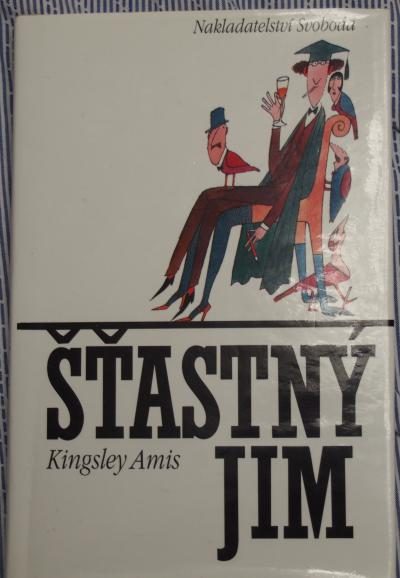 Nakladatelství Svoboda
ŠŤASTNÝ
Kingsley Amis
JIM